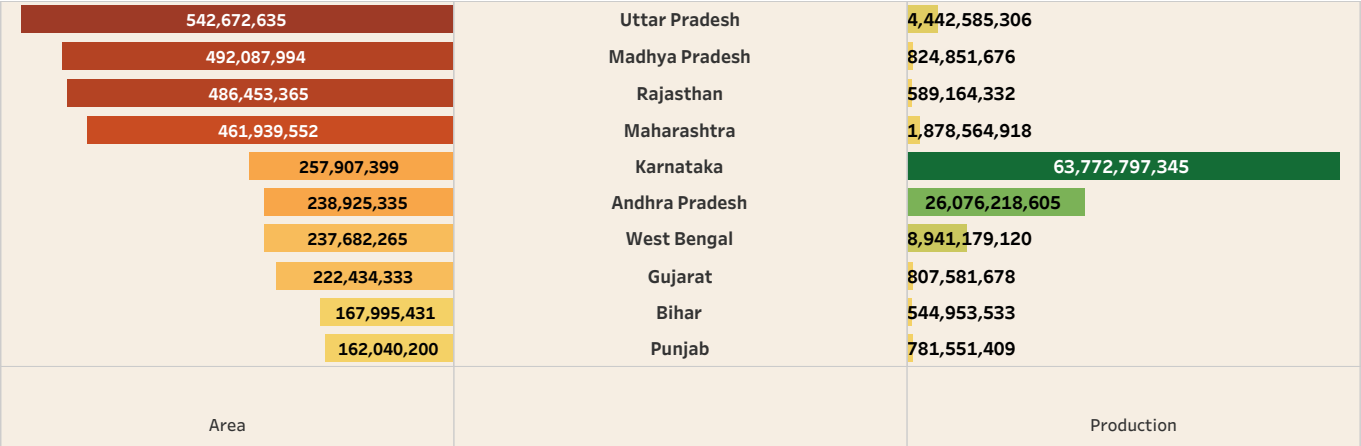 542,672,635 Uttar Pradesh 4,442,585,306
492,087,994 Madhya Pradesh 824,851,676
486,453,365 Rajasthan 589,164,332
461,939,552 Maharashtra 1,878,564,918
257,907,399 Karnataka 63,772,797,345
238,925,335 Andhra Pradesh 26,076,218,605
237,682,265 West Bengal 8,941,179,120
222,434,333 Gujarat 807,581,678
167,995,431 Bihar 544,953,533
162,040,200 Punjab 781,551,409
Area Production